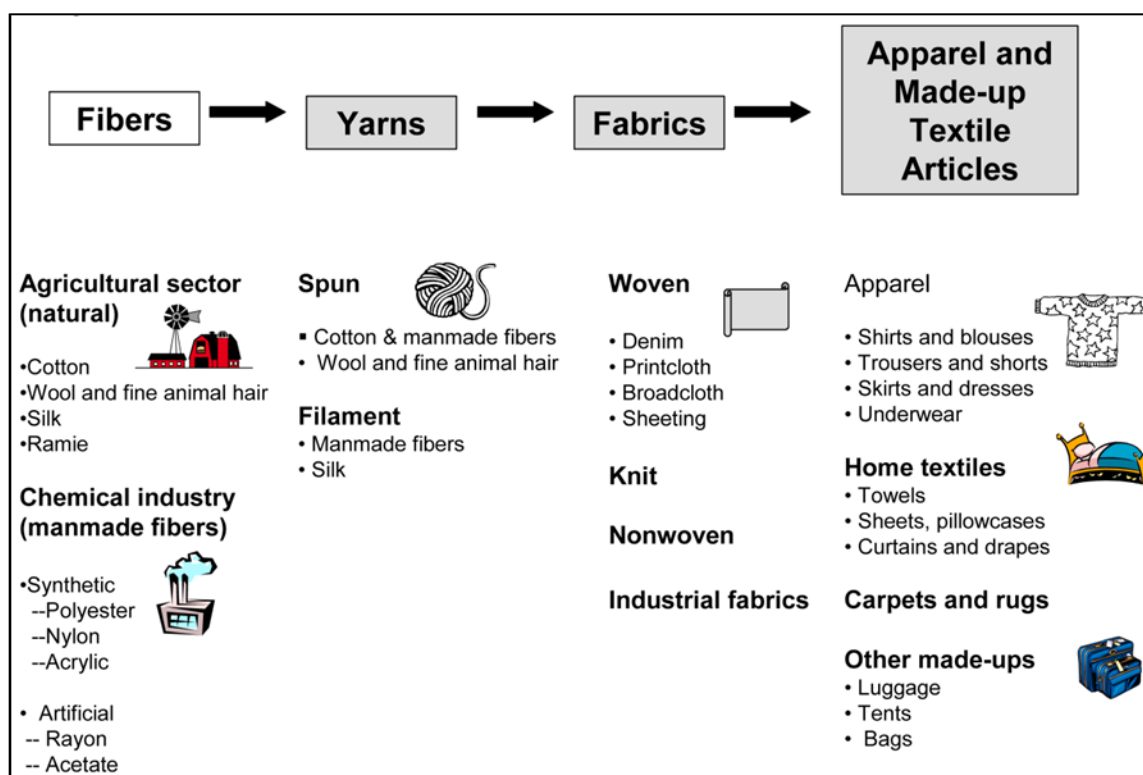 Fibers
Yarns
Fabrics
Apparel and
Made-up
Textile
Articles
Agricultural sector
(natural)
•Cotton
•Wool and fine animal hair
•Silk
•Ramie
Chemical industry
(manmade fibers)
•Synthetic
--Polyester
--Nylon
--Acrylic
• Artificial
-- Rayon
-- Acetate
Spun
▪ Cotton & manmade fibers
• Wool and fine animal hair
Filament
• Manmade fibers
• Silk
Woven
• Denim
• Printcloth
• Broadcloth
• Sheeting
Knit
Nonwoven
Industrial fabrics
Apparel
• Shirts and blouses
• Trousers and shorts
• Skirts and dresses
• Underwear
Home textiles
• Towels
• Sheets, pillowcases
• Curtains and drapes
Carpets and rugs
Other made-ups
• Luggage
• Tents
• Bags